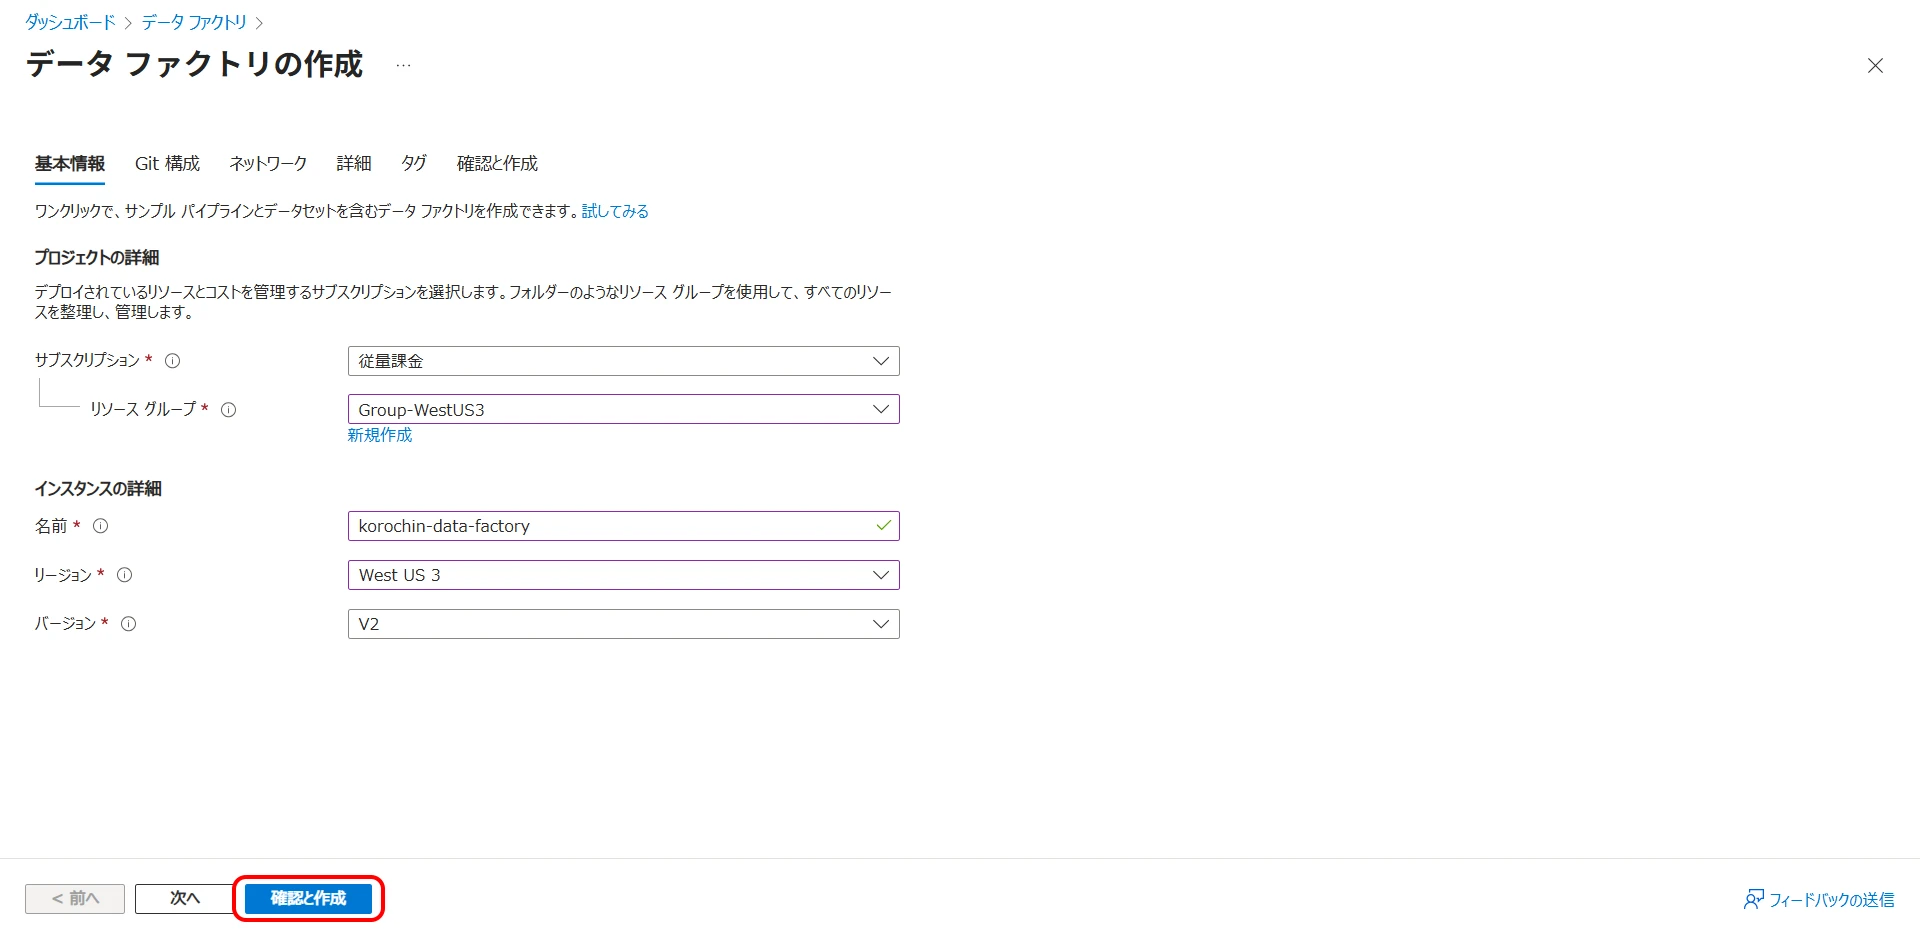 ダッシュボード > データ ファクトリ >
データ ファクトリの作成 ...
基本情報 Git 構成 ネットワーク 詳細 タグ 確認と作成
ワンクリックで、サンプル パイプラインとデータセットを含むデータ ファクトリを作成できます。試してみる
プロジェクトの詳細
デプロイされているリソースとコストを管理するサブスクリプションを選択します。フォルダーのようなリソース グループを使用して、すべてのリソー
スを整理し、管理します。
サブスクリプション * 従量課金
リソース グループ * Group-WestUS3
新規作成
インスタンスの詳細
名前 * korochin-data-factory
リージョン * West US 3
バージョン * V2
< 前へ 次へ 確認と作成 フィードバックの送信